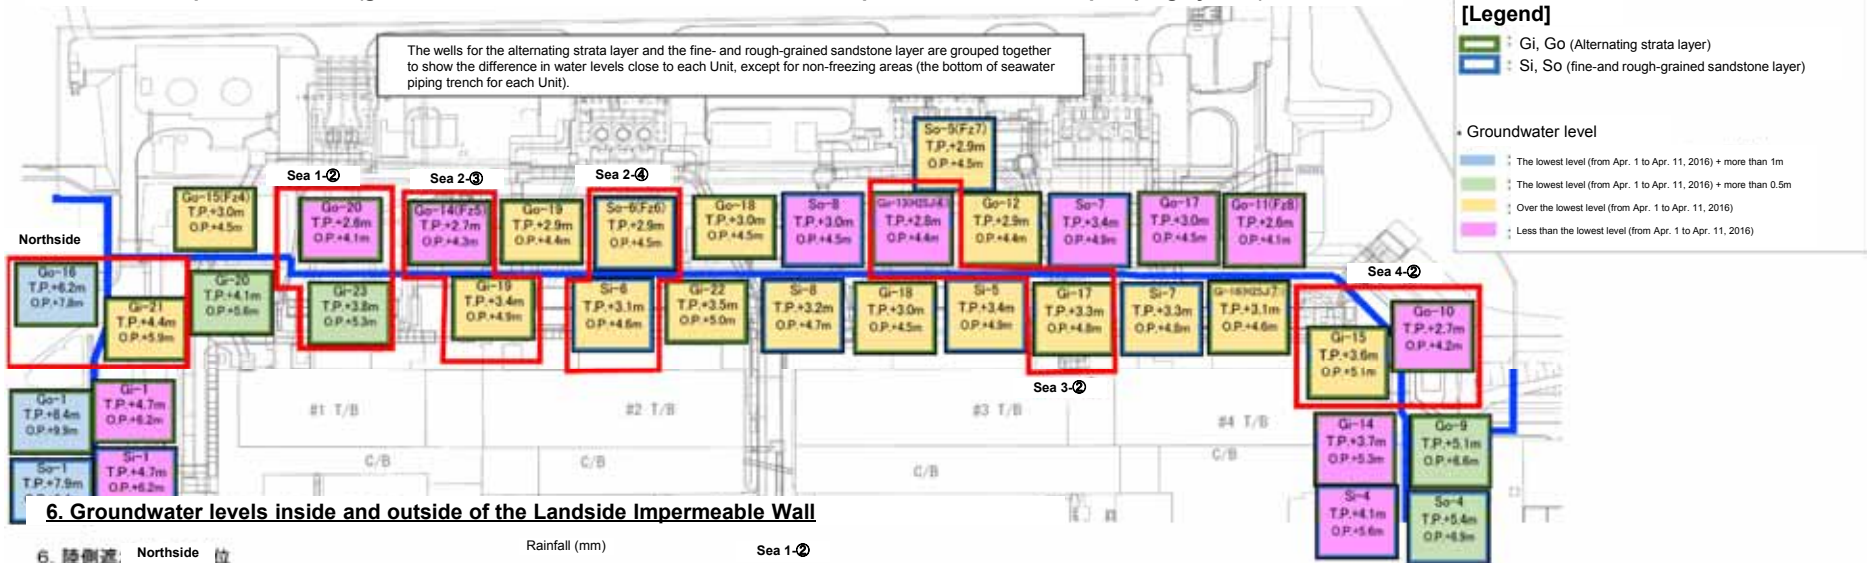 The wells for the alternating strata layer and the fine- and rough-grained sandstone layer are grouped together
to show the difference in water levels close to each Unit, except for non-freezing areas (the bottom of seawater
piping trench for each Unit).
[Legend]
: Gi, Go (Alternating strata layer)
: Si, So (fine-and rough-grained sandstone layer)
• Groundwater level
: The lowest level (from Apr. 1 to Apr. 11, 2016) + more than 1m
: The lowest level (from Apr. 1 to Apr. 11, 2016) + more than 0.5m
: Over the lowest level (from Apr. 1 to Apr. 11, 2016)
: Less than the lowest level (from Apr. 1 to Apr. 11, 2016)
So-5(Fz7)
T.P.+2.9m
O.P.+4.5m
Sea 1-②
Sea 2-③
Sea 2-④
Go-15(Fz4)
T.P.+3.0m
O.P.+4.5m
Go-20
T.P.+2.6m
O.P.+4.1m
Go-14(Fz5)
T.P.+2.7m
O.P.+4.3m
Go-19
T.P.+2.9m
O.P.+4.4m
So-6(Fz6)
T.P.+2.9m
O.P.+4.5m
Go-18
T.P.+3.0m
O.P.+4.5m
So-8
T.P.+3.0m
O.P.+4.5m
T.P.+2.8m
O.P.+4.4m
Go-12
T.P.+2.9m
O.P.+4.4m
So-7
T.P.+3.4m
O.P.+4.9m
Go-17
T.P.+3.0m
O.P.+4.5m
Go-11(Fz8)
T.P.+2.6m
O.P.+4.1m
Northside
Go-16
T.P.+6.2m
O.P.+7.8m
Gi-21
T.P.+4.4m
O.P.+5.9m
Gi-20
T.P.+4.1m
O.P.+5.6m
Gi-23
T.P.+3.8m
O.P.+5.3m
Gi-19
T.P.+3.4m
O.P.+4.9m
Si-6
T.P.+3.1m
O.P.+4.6m
Gi-22
T.P.+3.5m
O.P.+5.0m
Si-8
T.P.+3.2m
O.P.+4.7m
Gi-18
T.P.+3.0m
O.P.+4.5m
Si-5
T.P.+3.4m
O.P.+4.9m
Gi-17
T.P.+3.3m
O.P.+4.8m
Si-7
T.P.+3.3m
O.P.+4.8m
T.P.+3.1m
O.P.+4.6m
Sea 4-②
Gi-15
T.P.+3.6m
O.P.+5.1m
Go-10
T.P.+2.7m
O.P.+4.2m
Sea 3-②
Go-1
T.P.+8.4m
O.P.+9.9m
Gi-1
T.P.+4.7m
O.P.+6.2m
So-1
T.P.+7.9m
Si-1
T.P.+4.7m
O.P.+6.2m
#1 T/B
#2 T/B
#3 T/B
#4 T/B
C/B
C/B
C/B
C/B
Gi-14
T.P.+3.7m
O.P.+5.3m
Go-9
T.P.+5.1m
O.P.+6.6m
Si-4
T.P.+4.1m
O.P.+5.6m
So-4
T.P.+5.4m
O.P.+6.9m
6. Groundwater levels inside and outside of the Landside Impermeable Wall
6. 陸側遮
Northside
位
Rainfall (mm)
Sea 1-②